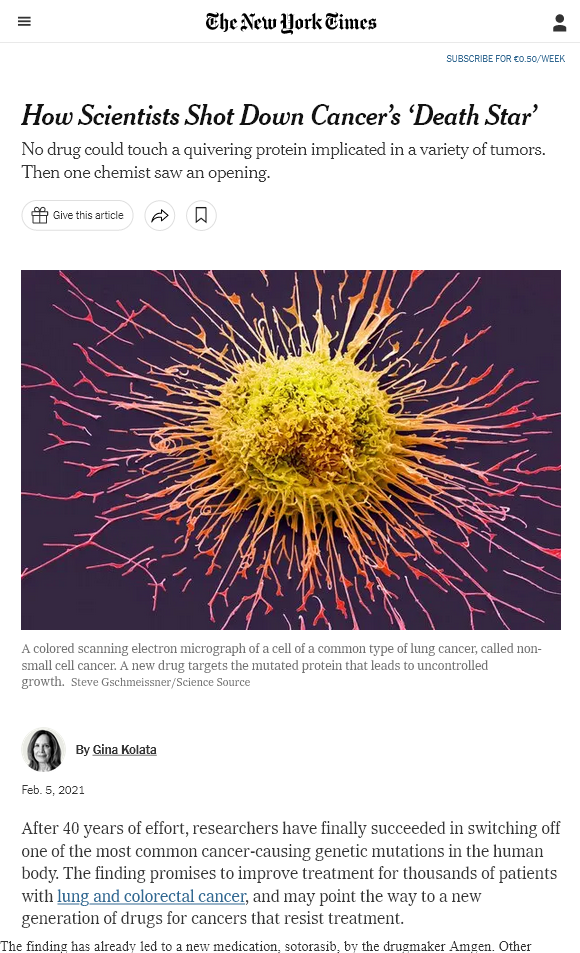 The New York Times
SUBSCRIBE FOR €0.50/WEEK
How Scientists Shot Down Cancer’s ‘Death Star’
No drug could touch a quivering protein implicated in a variety of tumors.
Then one chemist saw an opening.
Give this article
A colored scanning electron micrograph of a cell of a common type of lung cancer, called non-
small cell cancer. A new drug targets the mutated protein that leads to uncontrolled
growth. Steve Gschmeissner/Science Source
By Gina Kolata
Feb. 5, 2021
After 40 years of effort, researchers have finally succeeded in switching off
one of the most common cancer-causing genetic mutations in the human
body. The finding promises to improve treatment for thousands of patients
with lung and colorectal cancer, and may point the way to a new
generation of drugs for cancers that resist treatment.
The finding has already led to a new medication, sotorasib, by the drugmaker Amgen. Other